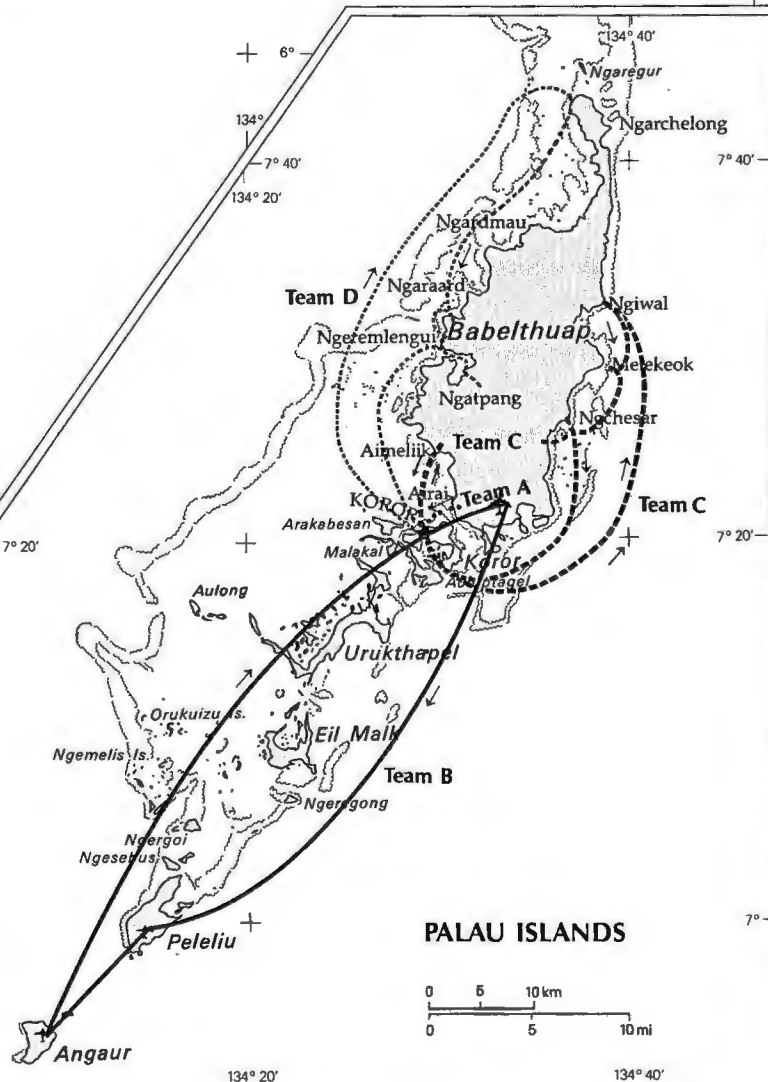 134° 40'
6°
Ngaregur
134°
Ngarchelong
7° 40'
7° 40'
134° 20'
Ngardmau
Ngaraard
Team D
Ngiwal
Ngeremlengui
Babelthuap
Melekeok
Ngatpang
Ngchesar
Team C
Aimeliik
Airai
Team A
Team C
KOROR
Arakabesan
7° 20'
7° 20'
Malakal
Koror
Auluptagel
Aulong
Urukthapel
Orukuizu Is.
Eil Malk
Ngemelis Is.
Team B
Ngeregong
Ngergoi
Ngesebus
7°
Peleliu
PALAU ISLANDS
0 5 10 km
0 5 10 mi
Angaur
134° 20'
134° 40'